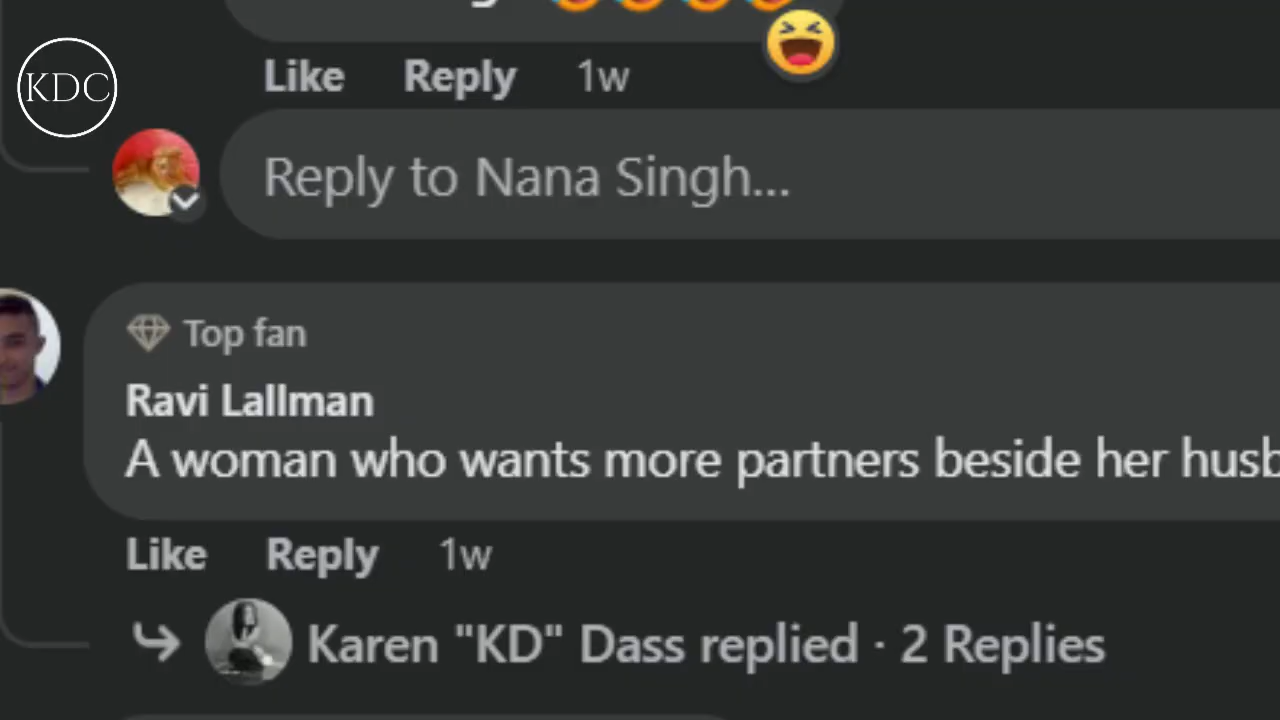 Like Reply 1w
KDC
Reply to Nana Singh...
Top fan
Ravi Lallman
A woman who wants more partners beside her
Like Reply 1w
Karen "KD" Dass replied · 2 Replies